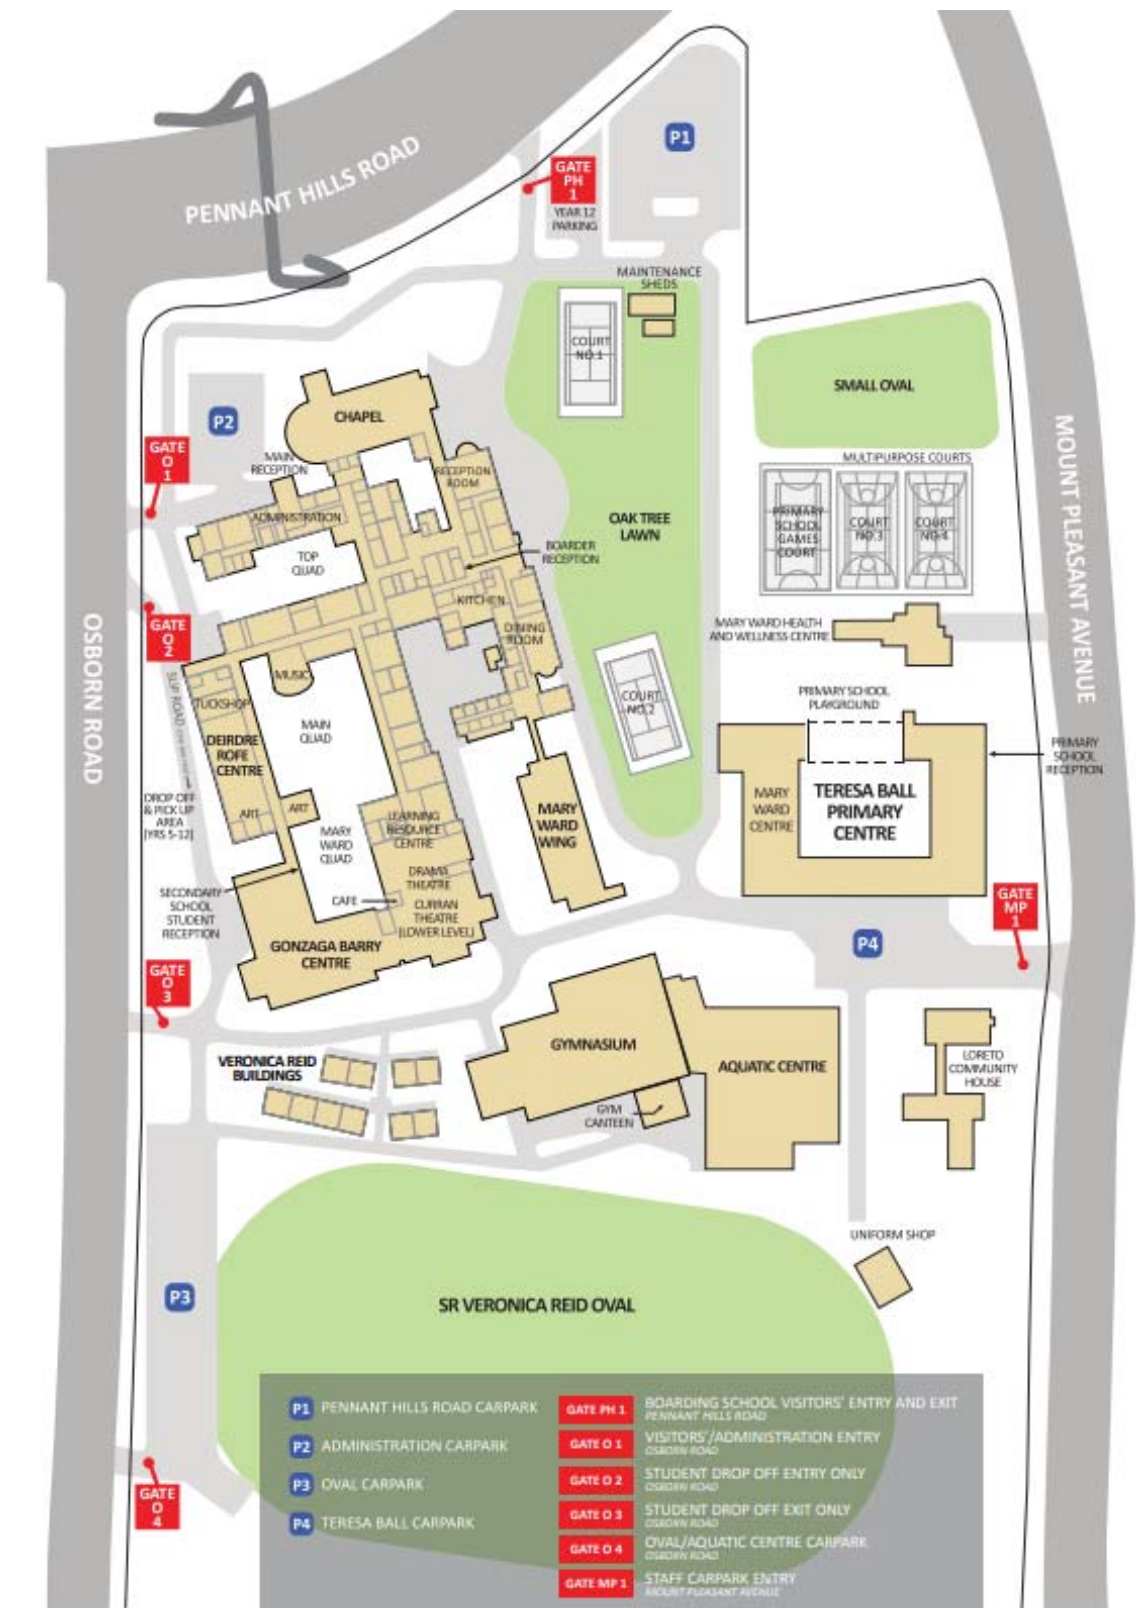 PENNANT HILLS ROAD
P1
GATE
PH
1
YEAR 12
PARKING
MAINTENANCE
SHEDS
COURT
NO.1
SMALL OVAL
P2
CHAPEL
GATE
O
1
MAIN
RECEPTION
RECEPTION
ROOM
MULTIPURPOSE COURTS
ADMINISTRATION
OAK TREE
LAWN
PRIMARY
SCHOOL
GAMES
COURT
COURT
NO.3
COURT
NO.4
MOUNT PLEASANT AVENUE
TOP
QUAD
BOARDER
RECEPTION
KITCHEN
GATE
O
2
DINING
ROOM
MARY WARD HEALTH
AND WELLNESS CENTRE
OSBORN ROAD
MUSIC
SLIP ROAD
TUCKSHOP
COURT
NO.2
PRIMARY SCHOOL
PLAYGROUND
MAIN
QUAD
DEIRDRE
ROFE
CENTRE
PRIMARY
SCHOOL
RECEPTION
DROP OFF
& PICK UP
AREA
(YRS 5-12)
ART
ART
MARY
WARD
CENTRE
TERESA BALL
PRIMARY
CENTRE
MARY
WARD
WING
LEARNING
RESOURCE
CENTRE
MARY
WARD
QUAD
DRAMA
THEATRE
SECONDARY
SCHOOL
STUDENT
RECEPTION
CAFE
CURRAN
THEATRE
(LOWER LEVEL)
GATE
MP
1
P4
GONZAGA BARRY
CENTRE
GATE
O
3
GYMNASIUM
VERONICA REID
BUILDINGS
AQUATIC CENTRE
LORETO
COMMUNITY
HOUSE
GYM
CANTEEN
UNIFORM SHOP
P3
SR VERONICA REID OVAL
GATE
O
4
P1 PENNANT HILLS ROAD CARPARK
P2 ADMINISTRATION CARPARK
P3 OVAL CARPARK
P4 TERESA BALL CARPARK
GATE PH 1 BOARDING SCHOOL VISITORS' ENTRY AND EXIT
PENNANT HILLS ROAD
GATE O 1 VISITORS'/ADMINISTRATION ENTRY
OSBORN ROAD
GATE O 2 STUDENT DROP OFF ENTRY ONLY
OSBORN ROAD
GATE O 3 STUDENT DROP OFF EXIT ONLY
OSBORN ROAD
GATE O 4 OVAL/AQUATIC CENTRE CARPARK
OSBORN ROAD
GATE MP 1 STAFF CARPARK ENTRY
MOUNT PLEASANT AVENUE